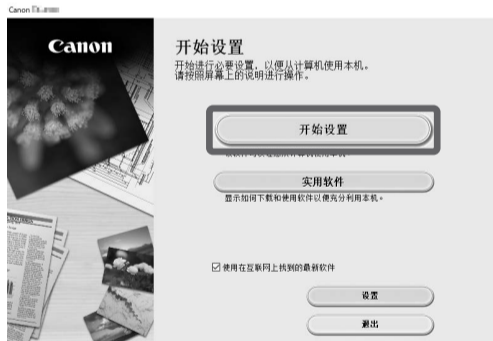 Canon
Canon
开始设置
开始进行必要设置，以便从计算机使用本机。
请按照屏幕上的说明进行操作。
开始设置
实用软件
显示如何下载和使用软件以便充分利用本机。
使用在互联网上找到的最新软件
设置
退出